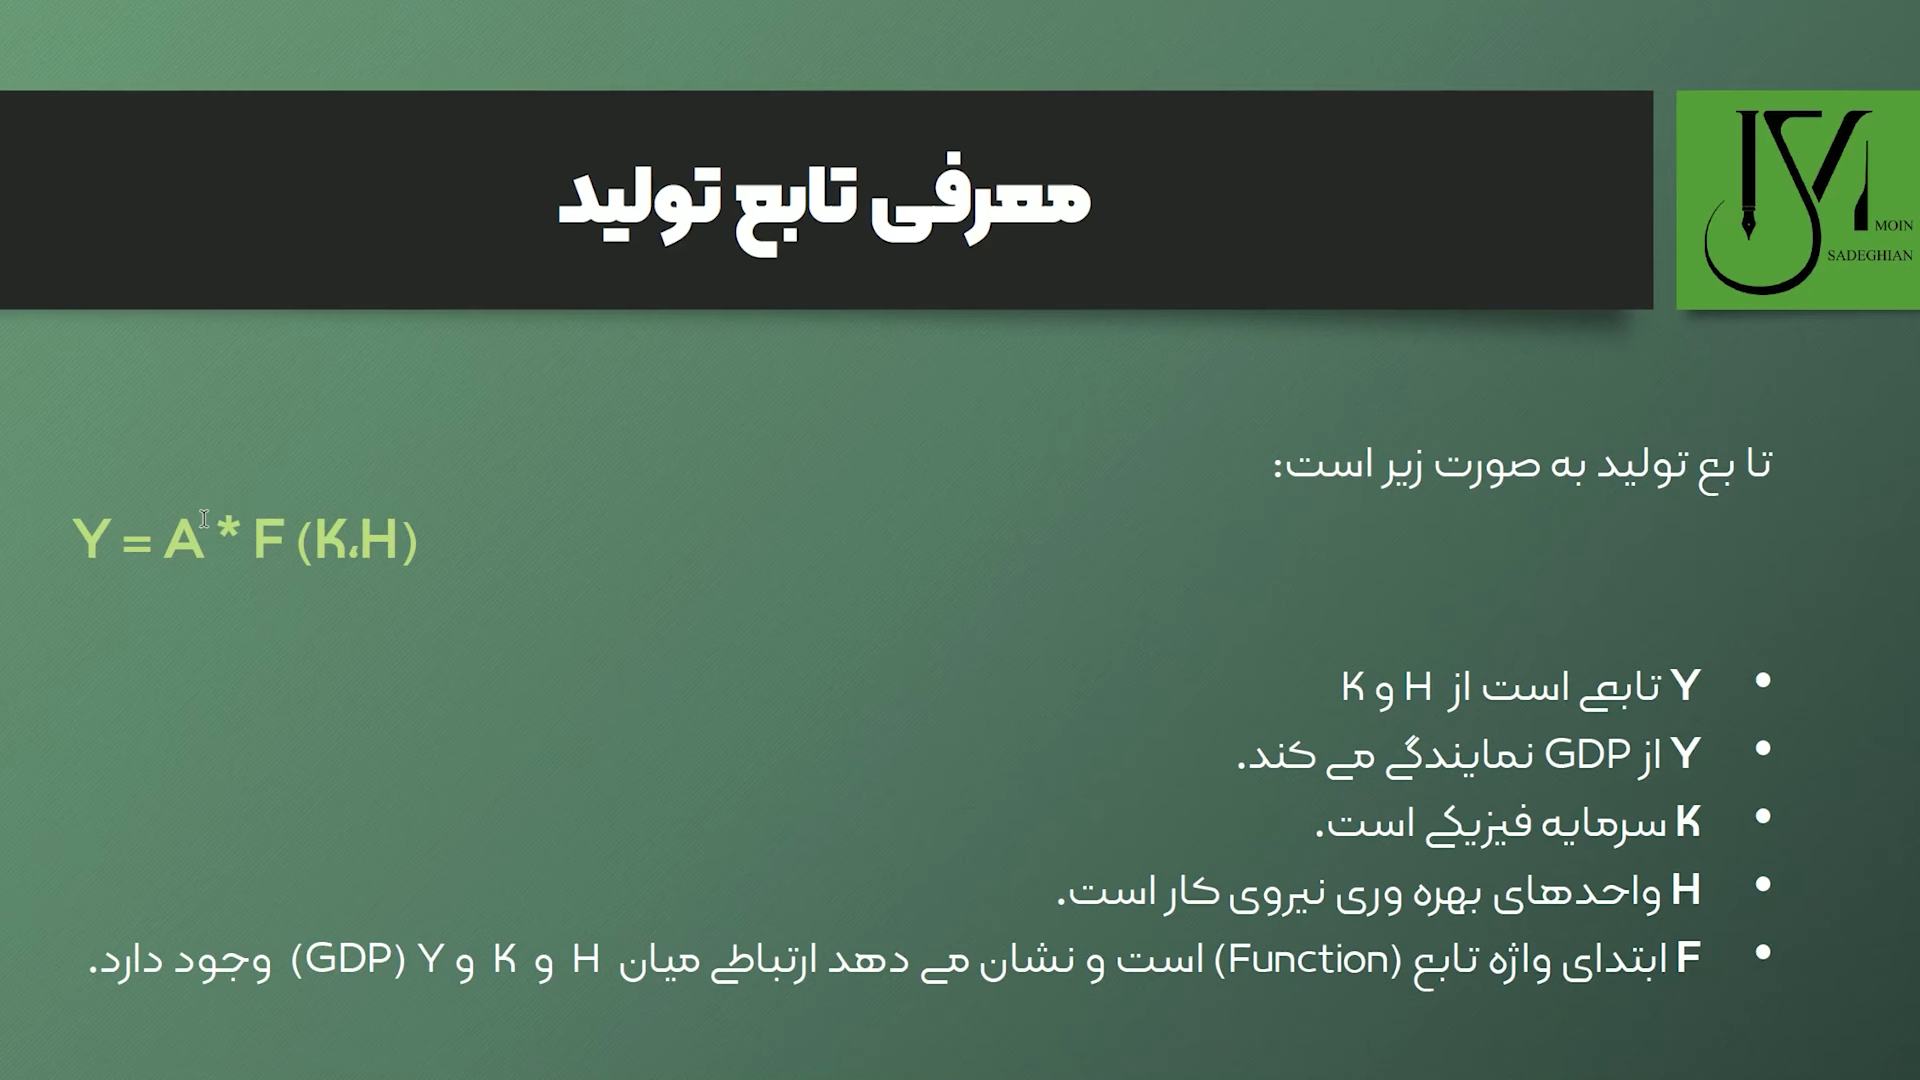 معرفی تابع تولید
MOIN
SADEGHIAN
تا بع تولید به صورت زیر است:
Y = A * F (K،H)
• Y تابعی است از H و K
• Y از GDP نمایندگی می کند.
• K سرمایه فیزیکی است.
• H واحدهای بهره وری نیروی کار است.
• F ابتدای واژه تابع (Function) است و نشان می دهد ارتباطی میان H و K و Y (GDP) وجود دارد.